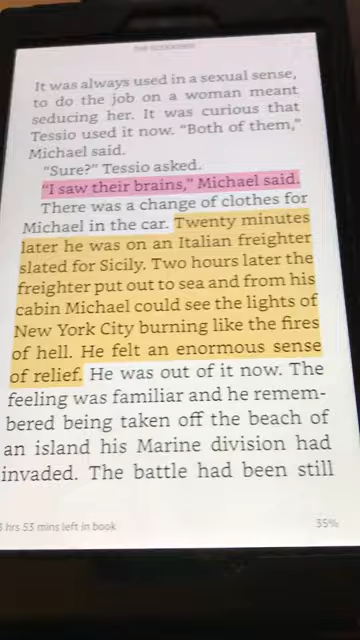 THE GODFATHER
It was always used in a sexual sense,
to do the job on a woman meant
seducing her. It was curious that
Tessio used it now. “Both of them,”
Michael said.
“Sure?” Tessio asked.
“I saw their brains,” Michael said.
There was a change of clothes for
Michael in the car. Twenty minutes
later he was on an Italian freighter
slated for Sicily. Two hours later the
freighter put out to sea and from his
cabin Michael could see the lights of
New York City burning like the fires
of hell. He felt an enormous sense
of relief. He was out of it now. The
feeling was familiar and he remem-
bered being taken off the beach of
an island his Marine division had
invaded. The battle had been still
hrs 53 mins left in book
35%